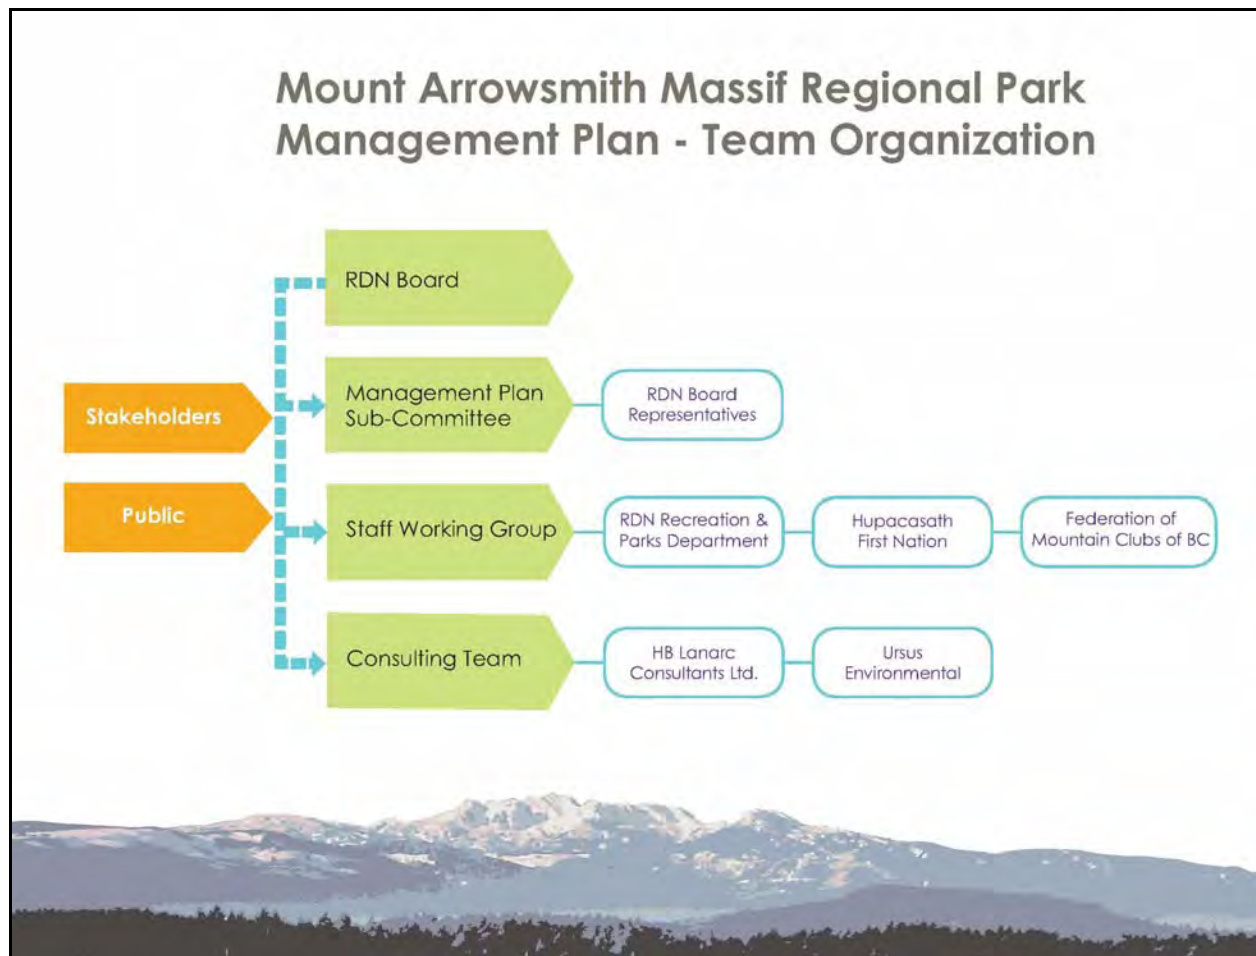 Mount Arrowsmith Massif Regional Park
Management Plan - Team Organization
RDN Board
Stakeholders
Management Plan
Sub-Committee
RDN Board
Representatives
Public
Staff Working Group
RDN Recreation &
Parks Department
Hupacasath
First Nation
Federation of
Mountain Clubs of BC
Consulting Team
HB Lanarc
Consultants Ltd.
Ursus
Environmental